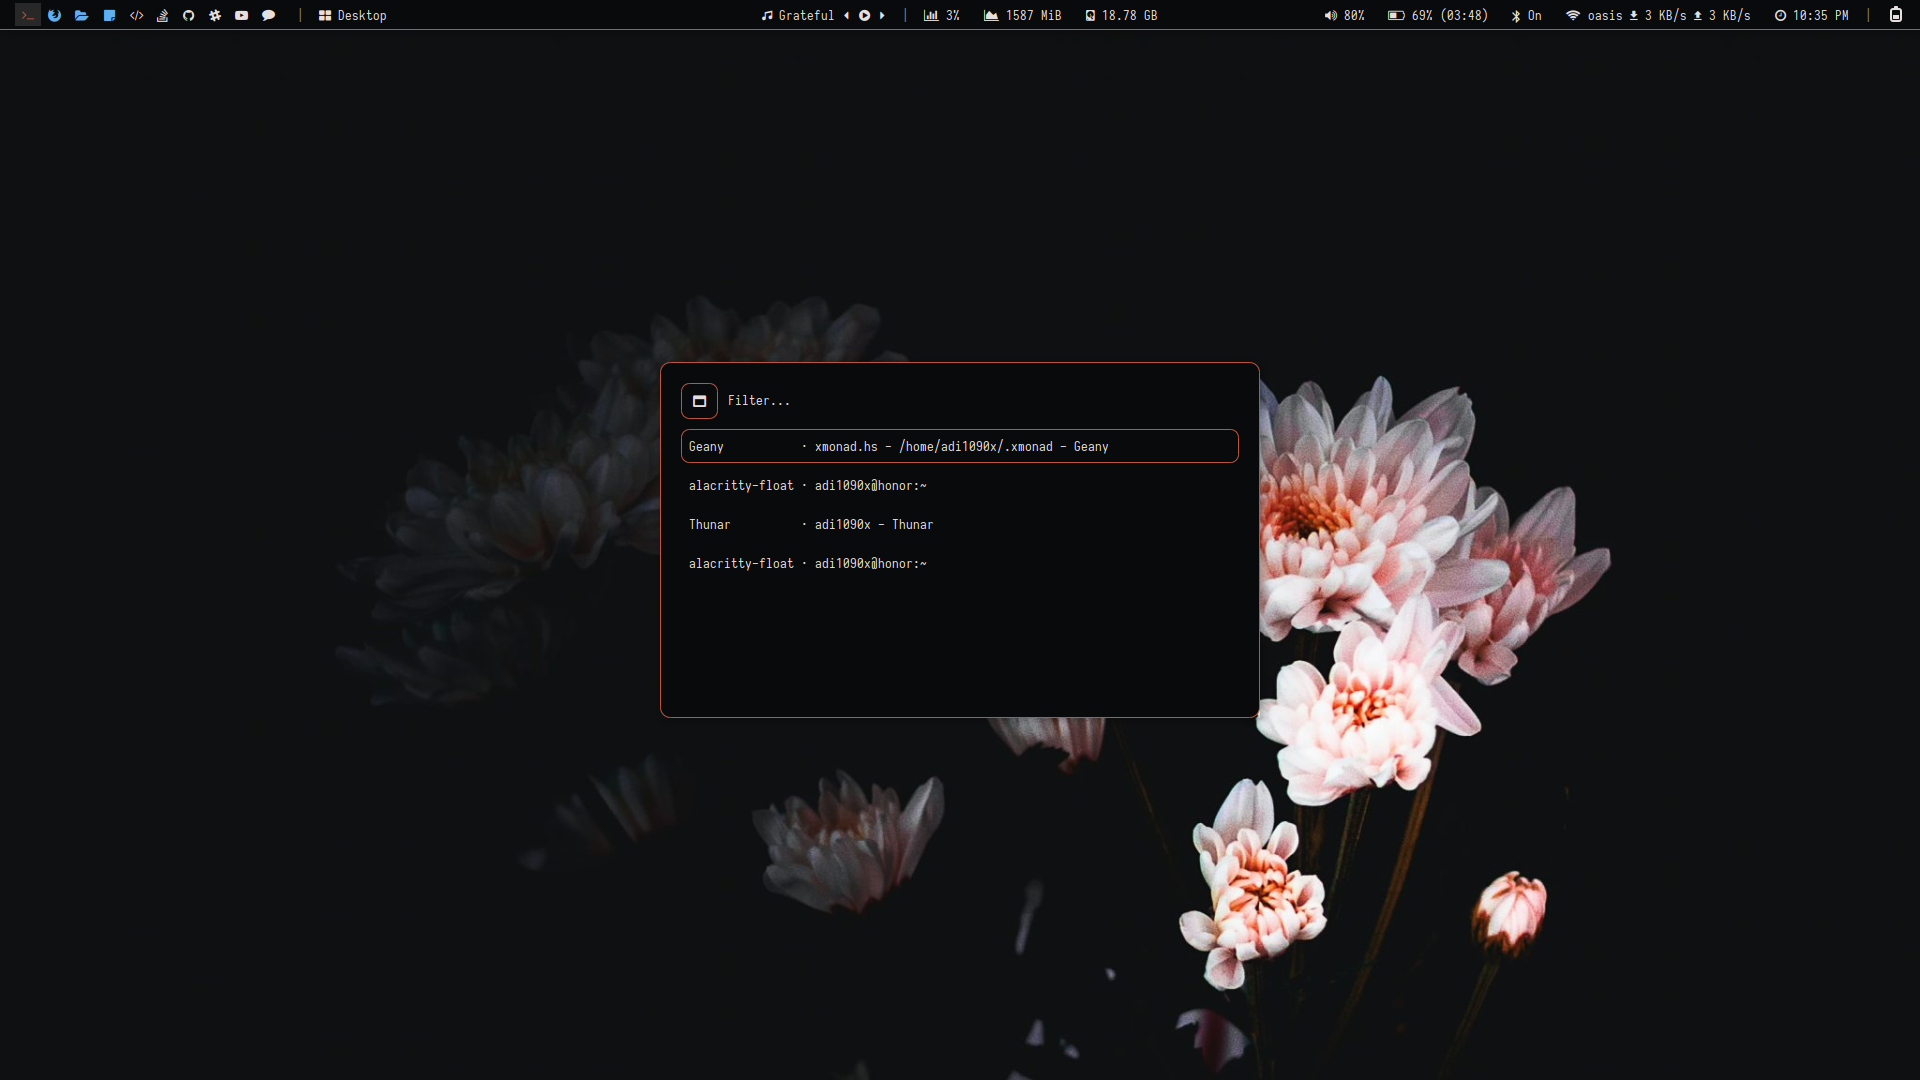 Desktop Grateful 3% 1587 MiB 18.78 GB 80% 69% (03:48) On oasis 3 KB/s 3 KB/s 10:35 PM
Filter...
Geany · xmonad.hs - /home/adi1090x/.xmonad - Geany
alacritty-float · adi1090x@honor:~
Thunar · adi1090x - Thunar
alacritty-float · adi1090x@honor:~